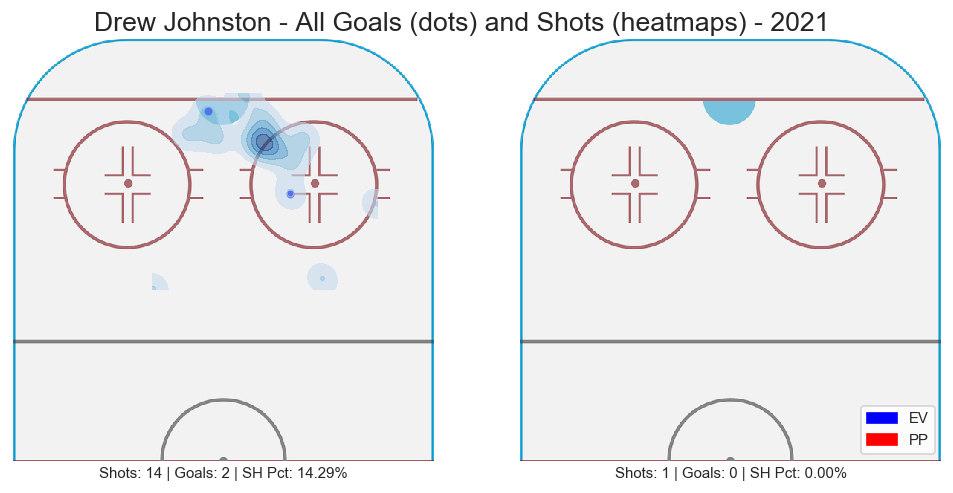 Drew Johnston - All Goals (dots) and Shots (heatmaps) - 2021
EV
PP
Shots: 14 | Goals: 2 | SH Pct: 14.29%
Shots: 1 | Goals: 0 | SH Pct: 0.00%